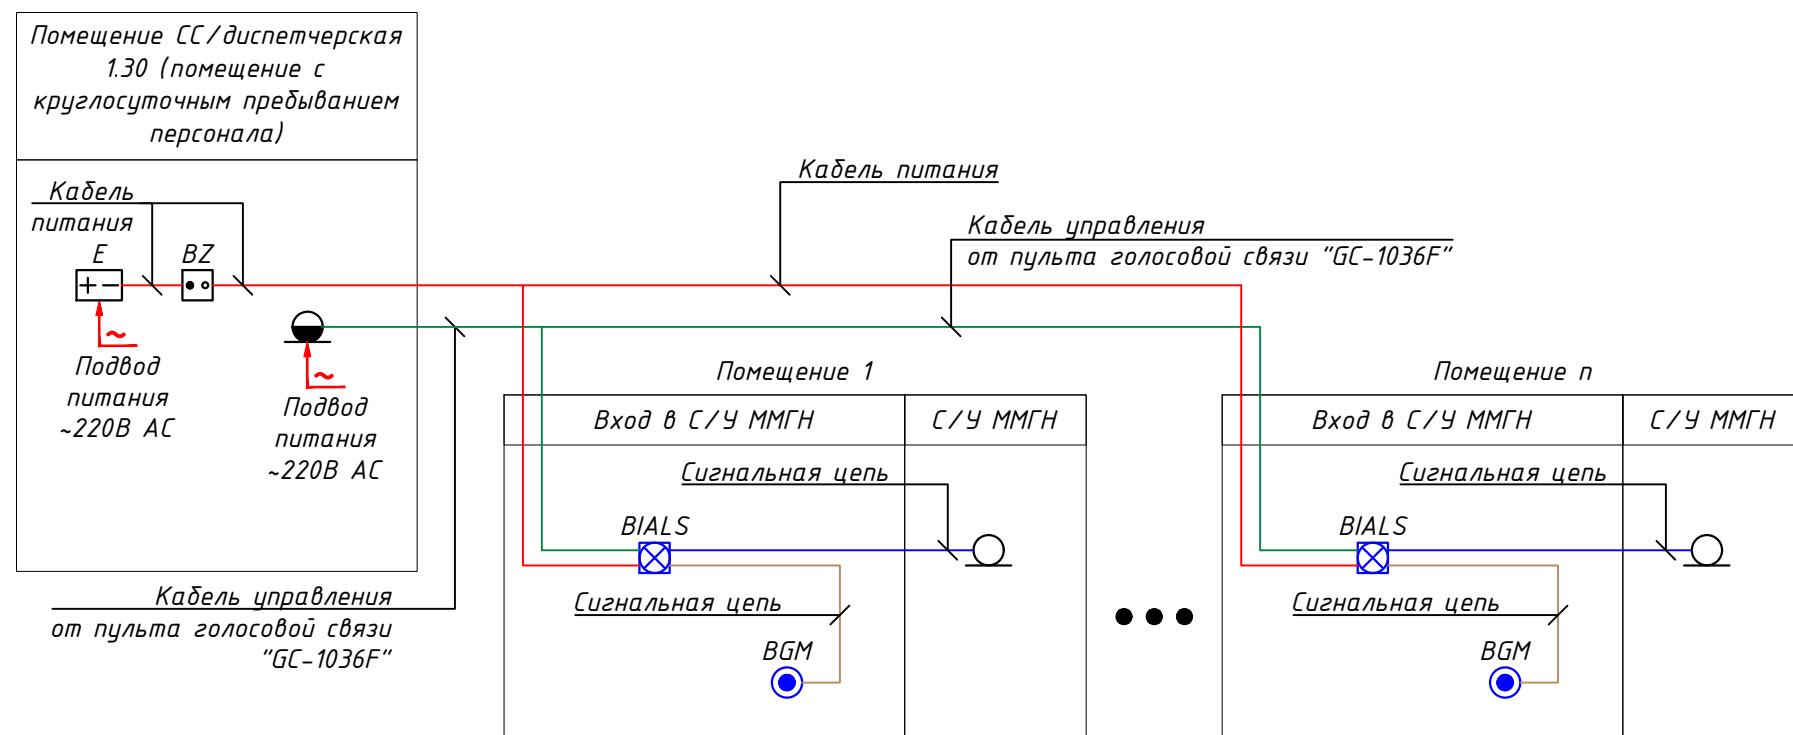 Помещение СС/диспетчерская
1.30 (помещение с
круглосуточным пребыванием
персонала)
Кабель
питания
E
BZ
Подвод
питания
~220В АС
Подвод
питания
~220В АС
Кабель питания
Кабель управления
от пульта голосовой связи "GC-1036F"
Кабель управления
от пульта голосовой связи
"GC-1036F"
Помещение 1
Вход в С/У ММГН
С/У ММГН
Сигнальная цепь
BIALS
Сигнальная цепь
BGM
Помещение n
Вход в С/У ММГН
С/У ММГН
Сигнальная цепь
BIALS
Сигнальная цепь
BGM